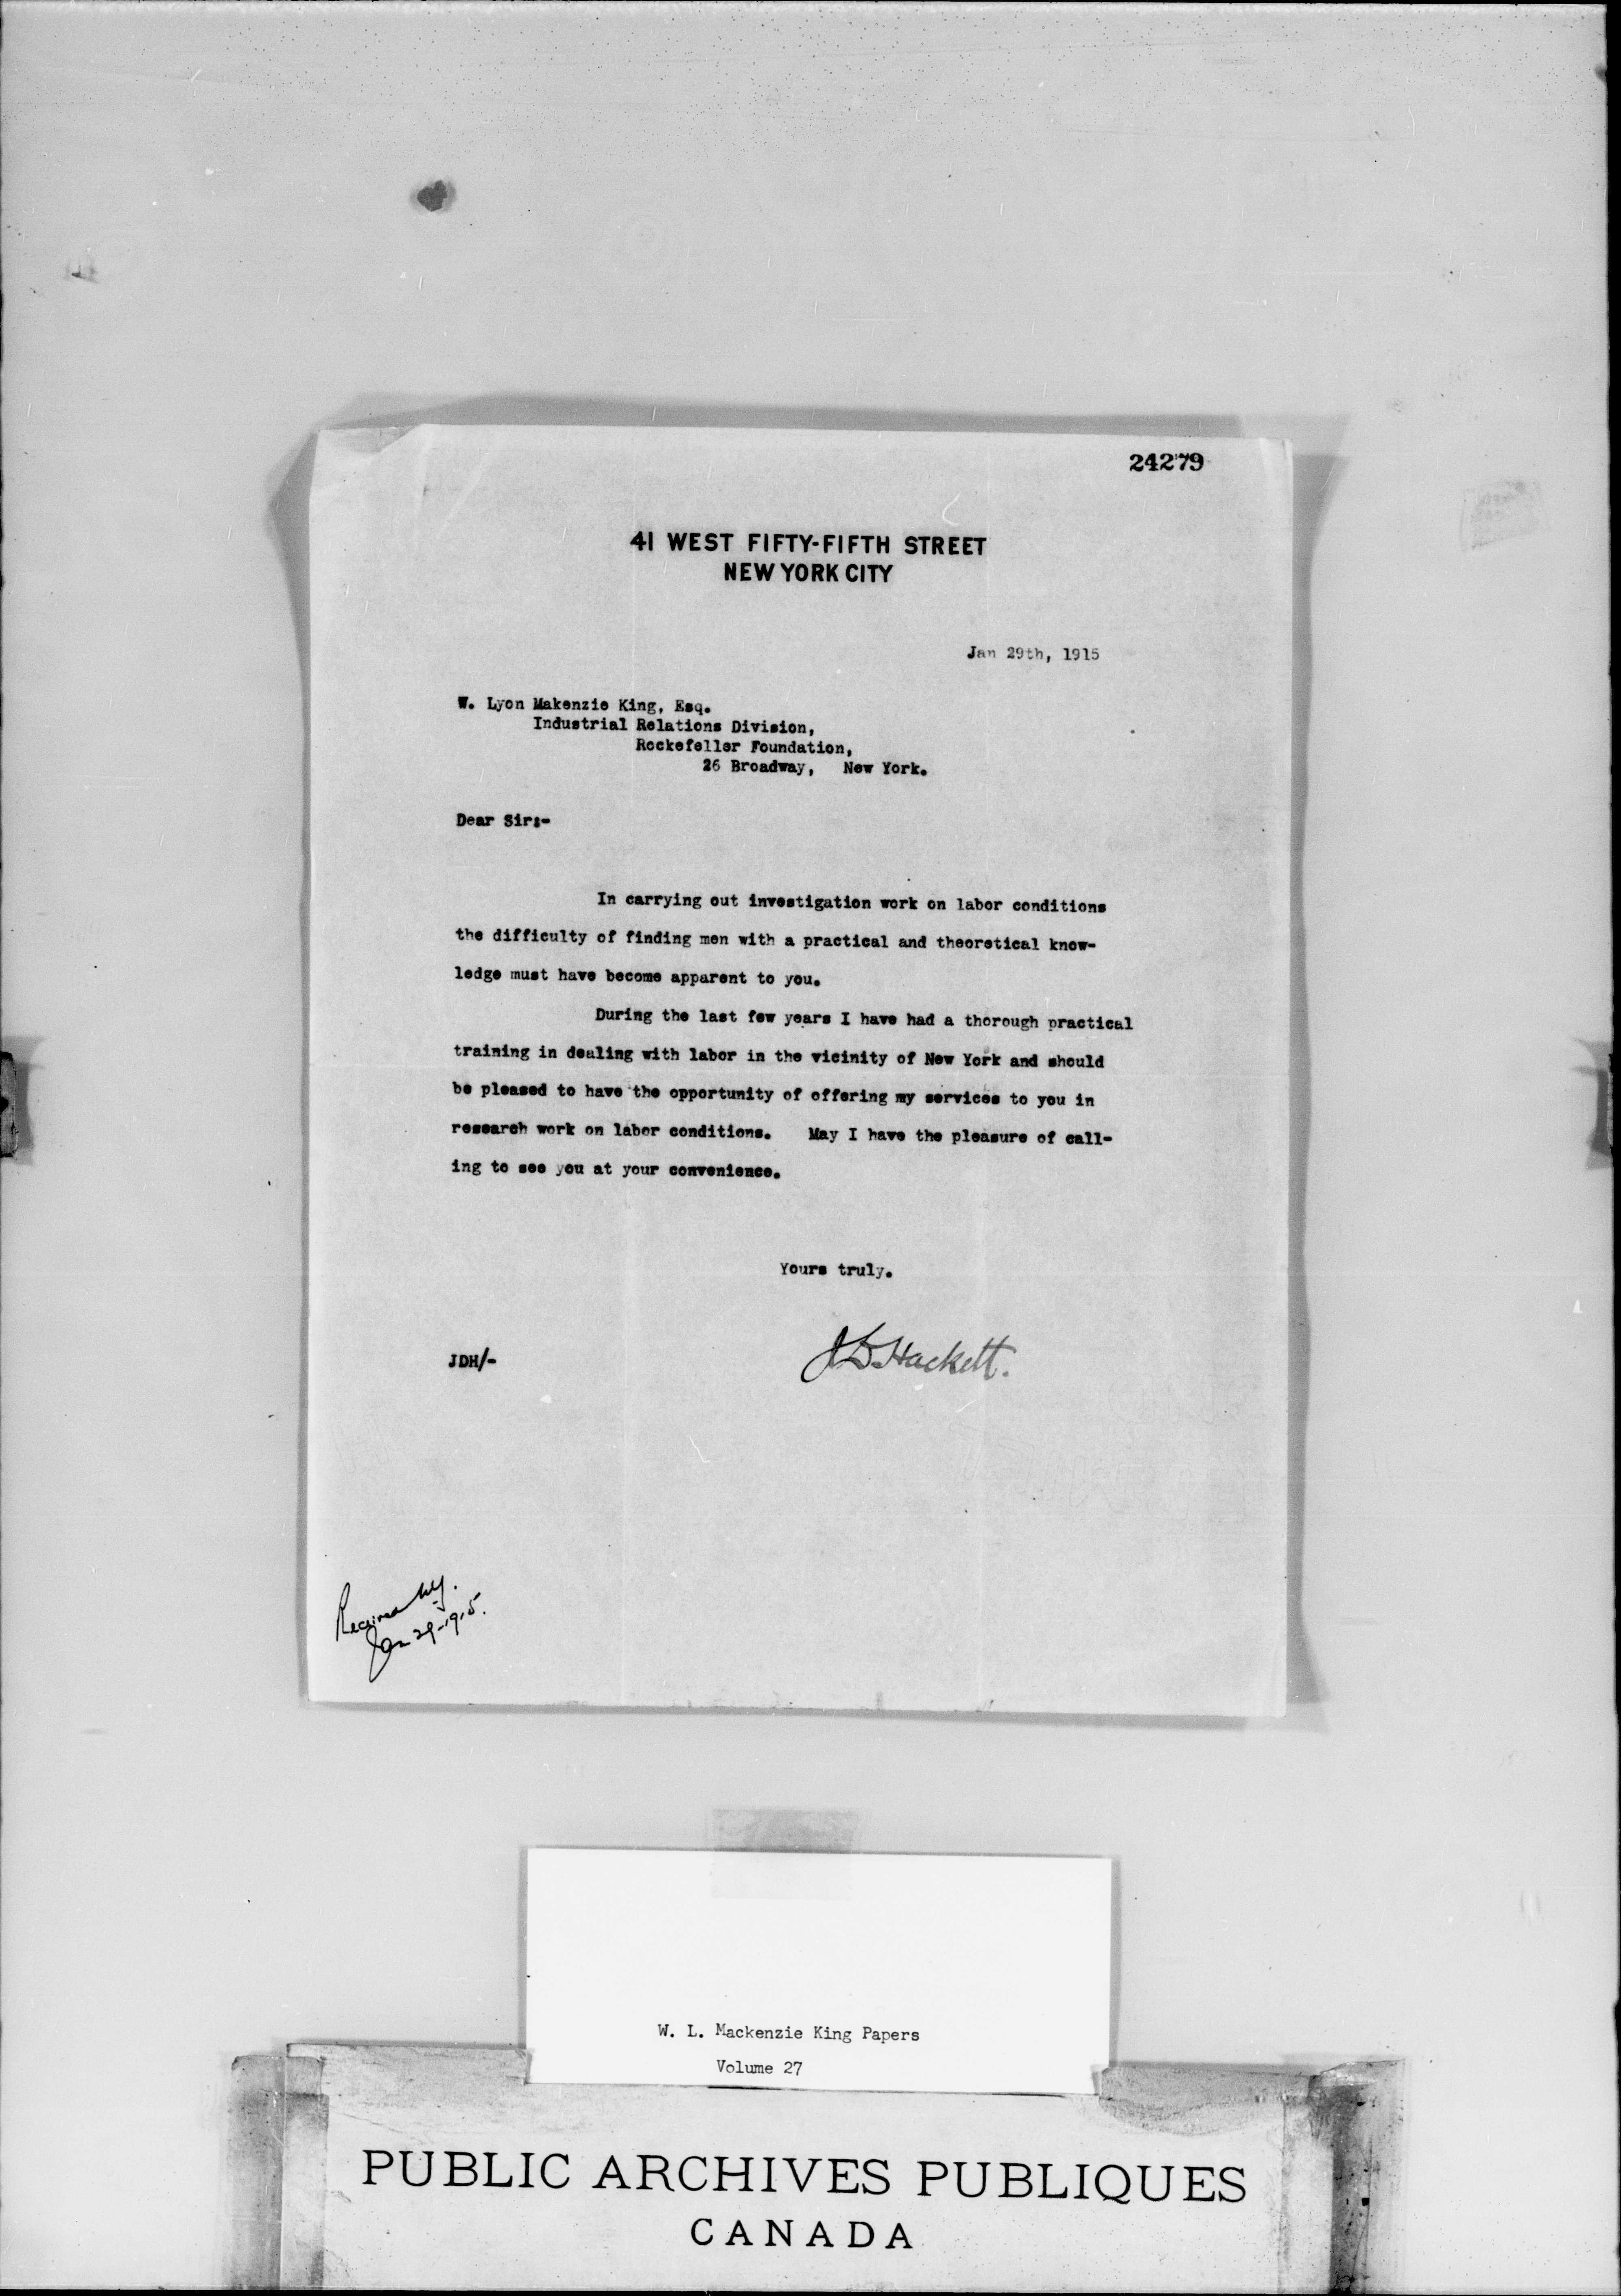 24279
41 WEST FIFTY-FIFTH STREET
NEW YORK CITY
Jan 29th, 1915
W. Lyon Makenzie King, Esq.
Industrial Relations Division,
Rockefeller Foundation,
26 Broadway, New York.
Dear Sir:-
In carrying out investigation work on labor conditions
the difficulty of finding men with a practical and theoretical know-
ledge must have become apparent to you.
During the last few years I have had a thorough practical
training in dealing with labor in the vicinity of New York and should
be pleased to have the opportunity of offering my services to you in
research work on labor conditions. May I have the pleasure of call-
ing to see you at your convenience.
Yours truly.
JDH/-
J D Hackett.
Received
Jan 29-1915.
W. L. Mackenzie King Papers
Volume 27
PUBLIC ARCHIVES PUBLIQUES
CANADA